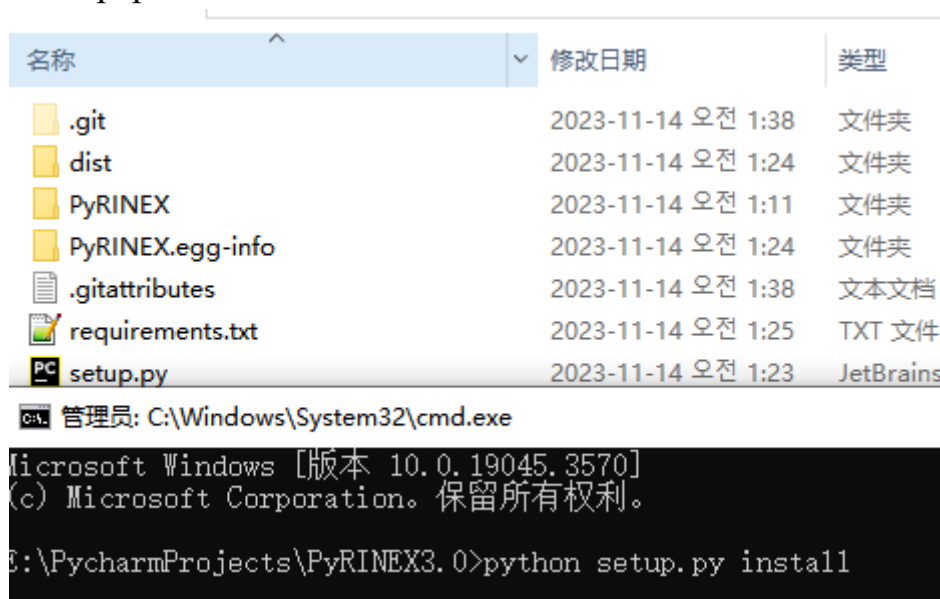 名称 修改日期 类型
.git 2023-11-14 오전 1:38 文件夹
dist 2023-11-14 오전 1:24 文件夹
PyRINEX 2023-11-14 오전 1:11 文件夹
PyRINEX.egg-info 2023-11-14 오전 1:24 文件夹
.gitattributes 2023-11-14 오전 1:38 文本文档
requirements.txt 2023-11-14 오전 1:25 TXT 文件
setup.py 2023-11-14 오전 1:23 JetBrains
管理员: C:\Windows\System32\cmd.exe
Microsoft Windows [版本 10.0.19045.3570]
(c) Microsoft Corporation。保留所有权利。
E:\PycharmProjects\PyRINEX3.0>python setup.py install